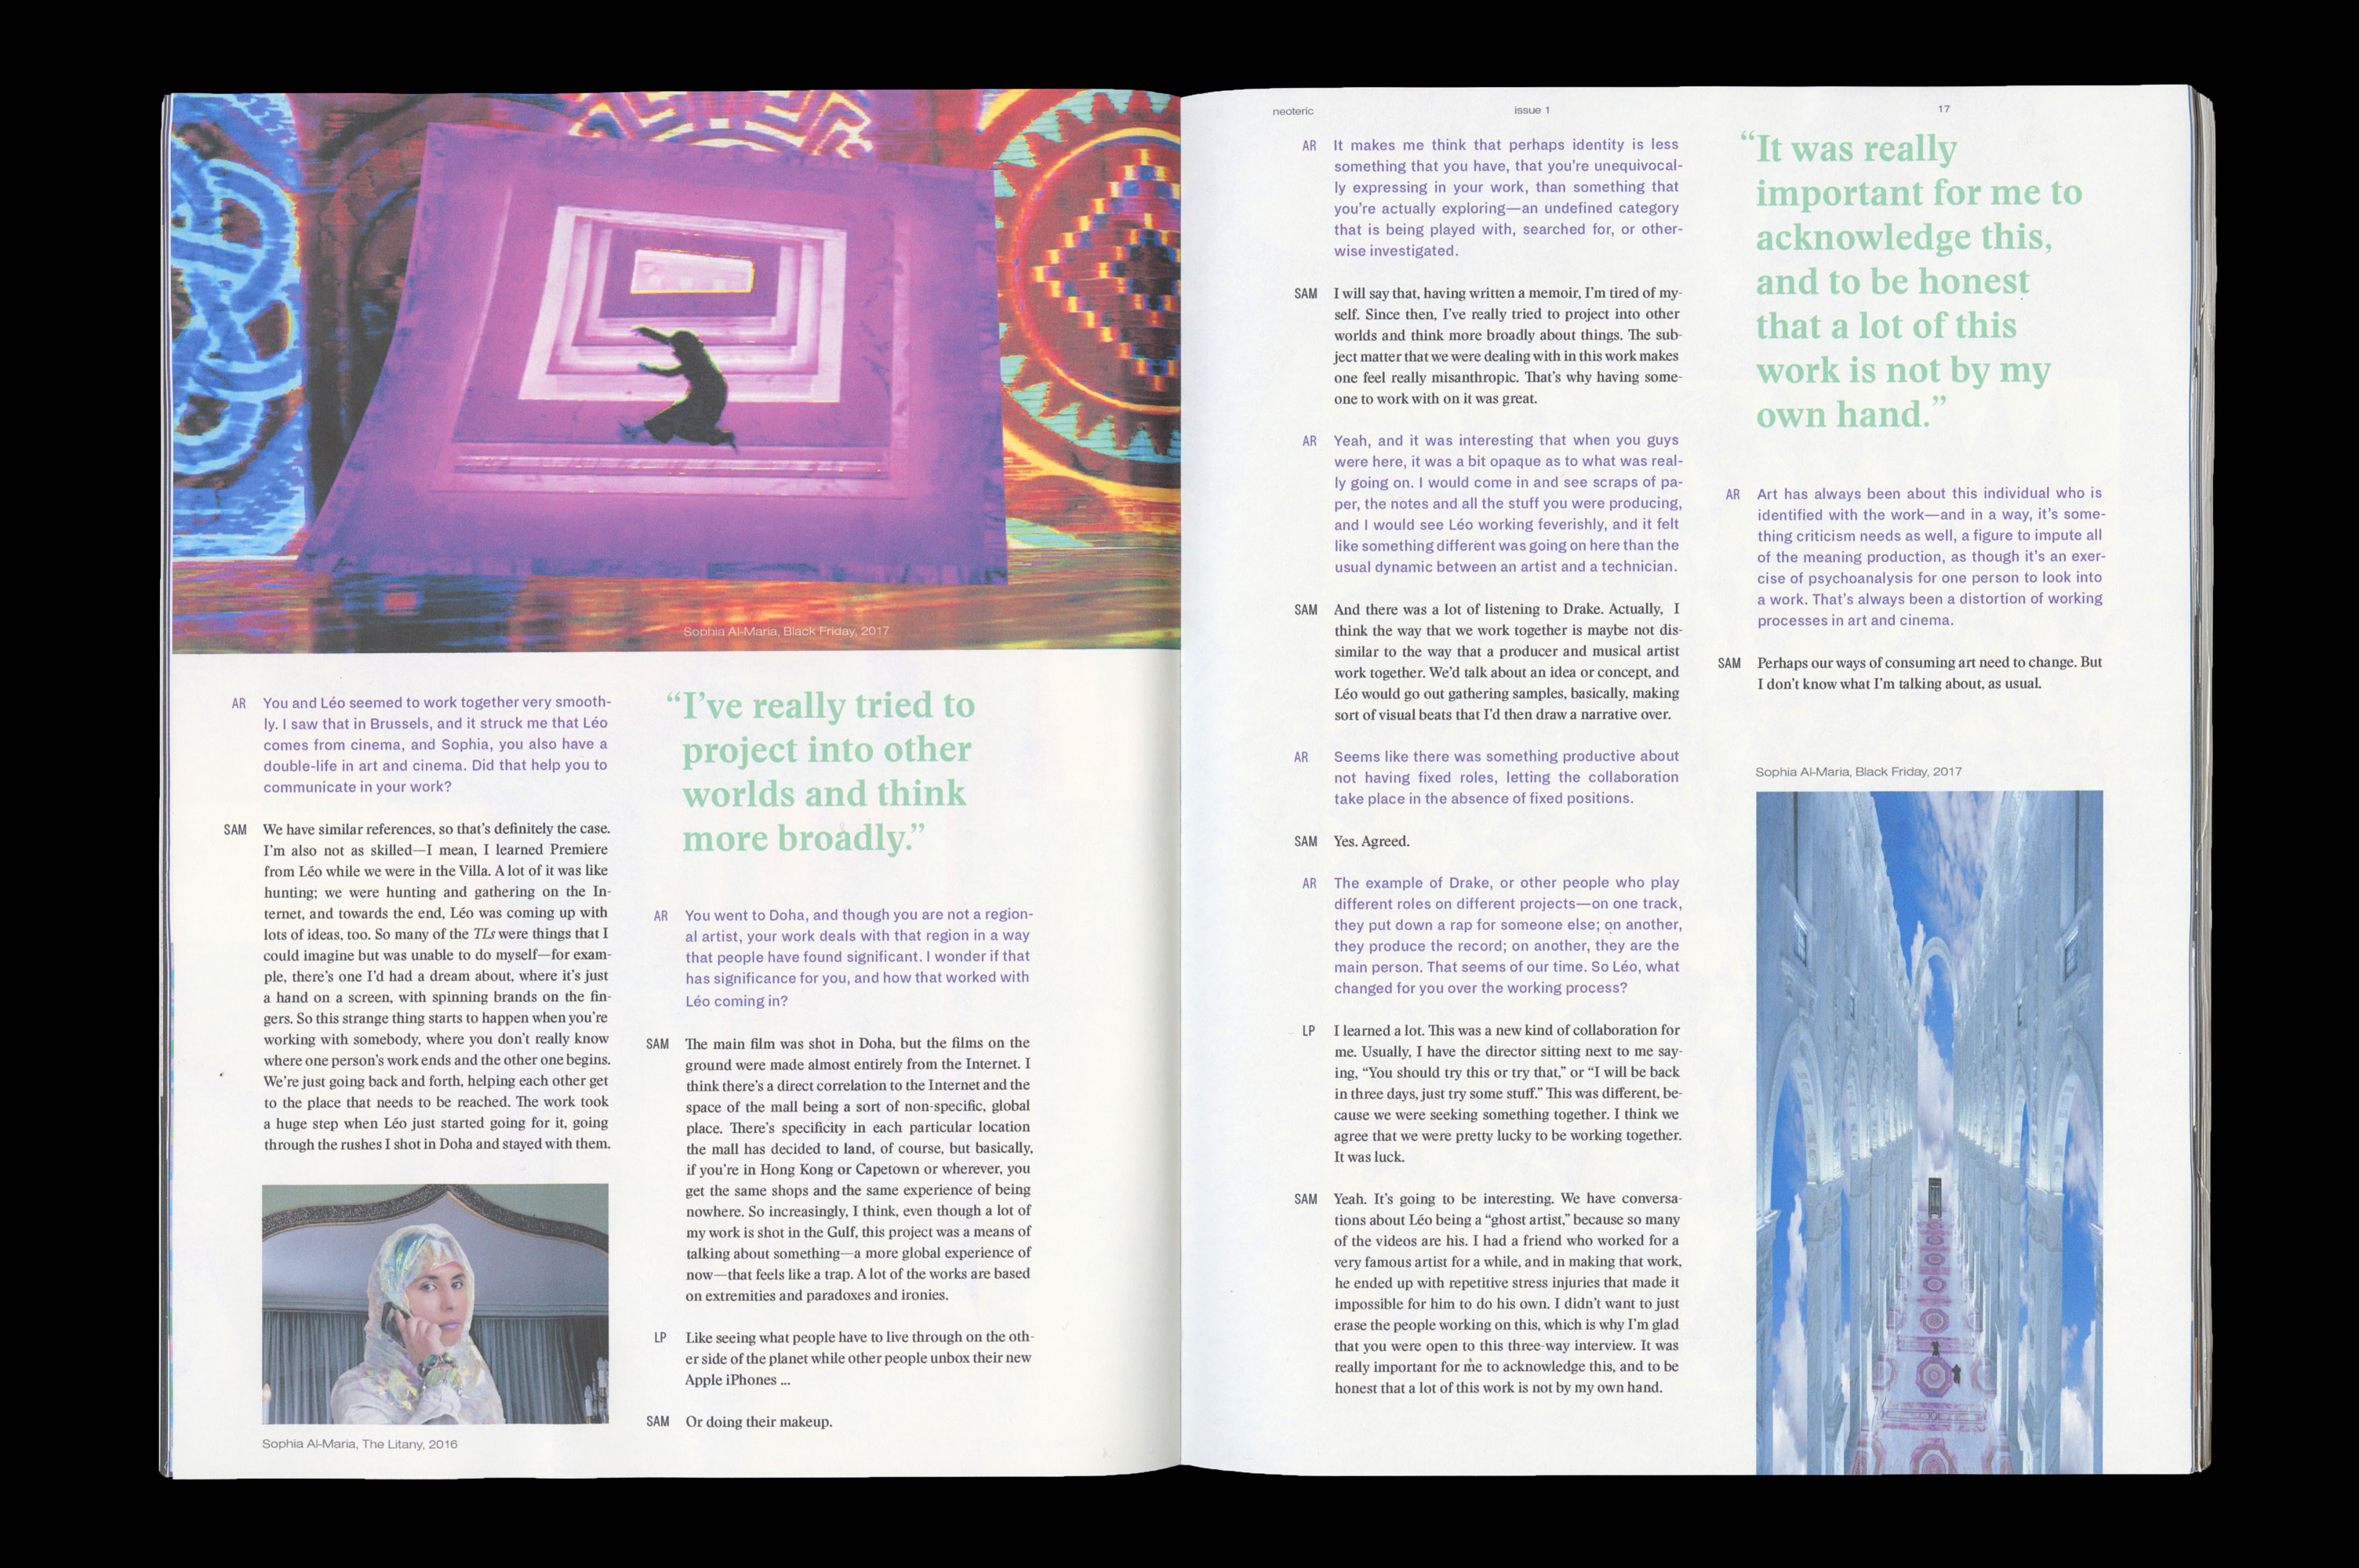 Sophia Al-Maria, Black Friday, 2017
AR You and Léo seemed to work together very smooth-
ly. I saw that in Brussels, and it struck me that Léo
comes from cinema, and Sophia, you also have a
double-life in art and cinema. Did that help you to
communicate in your work?
SAM We have similar references, so that's definitely the case.
I'm also not as skilled—I mean, I learned Premiere
from Léo while we were in the Villa. A lot of it was like
hunting; we were hunting and gathering on the In-
ternet, and towards the end, Léo was coming up with
lots of ideas, too. So many of the TLs were things that I
could imagine but was unable to do myself—for exam-
ple, there's one I'd had a dream about, where it's just
a hand on a screen, with spinning brands on the fin-
gers. So this strange thing starts to happen when you're
working with somebody, where you don't really know
where one person's work ends and the other one begins.
We're just going back and forth, helping each other get
to the place that needs to be reached. The work took
a huge step when Léo just started going for it, going
through the rushes I shot in Doha and stayed with them.
Sophia Al-Maria, The Litany, 2016
“I've really tried to
project into other
worlds and think
more broadly.”
AR You went to Doha, and though you are not a region-
al artist, your work deals with that region in a way
that people have found significant. I wonder if that
has significance for you, and how that worked with
Léo coming in?
SAM The main film was shot in Doha, but the films on the
ground were made almost entirely from the Internet. I
think there's a direct correlation to the Internet and the
space of the mall being a sort of non-specific, global
place. There's specificity in each particular location
the mall has decided to land, of course, but basically,
if you're in Hong Kong or Capetown or wherever, you
get the same shops and the same experience of being
nowhere. So increasingly, I think, even though a lot of
my work is shot in the Gulf, this project was a means of
talking about something—a more global experience of
now—that feels like a trap. A lot of the works are based
on extremities and paradoxes and ironies.
LP Like seeing what people have to live through on the oth-
er side of the planet while other people unbox their new
Apple iPhones ...
SAM Or doing their makeup.
neoteric issue 1 17
AR It makes me think that perhaps identity is less
something that you have, that you're unequivocal-
ly expressing in your work, than something that
you're actually exploring—an undefined category
that is being played with, searched for, or other-
wise investigated.
SAM I will say that, having written a memoir, I'm tired of my-
self. Since then, I've really tried to project into other
worlds and think more broadly about things. The sub-
ject matter that we were dealing with in this work makes
one feel really misanthropic. That's why having some-
one to work with on it was great.
AR Yeah, and it was interesting that when you guys
were here, it was a bit opaque as to what was real-
ly going on. I would come in and see scraps of pa-
per, the notes and all the stuff you were producing,
and I would see Léo working feverishly, and it felt
like something different was going on here than the
usual dynamic between an artist and a technician.
SAM And there was a lot of listening to Drake. Actually, I
think the way that we work together is maybe not dis-
similar to the way that a producer and musical artist
work together. We'd talk about an idea or concept, and
Léo would go out gathering samples, basically, making
sort of visual beats that I'd then draw a narrative over.
AR Seems like there was something productive about
not having fixed roles, letting the collaboration
take place in the absence of fixed positions.
SAM Yes. Agreed.
AR The example of Drake, or other people who play
different roles on different projects—on one track,
they put down a rap for someone else; on another,
they produce the record; on another, they are the
main person. That seems of our time. So Léo, what
changed for you over the working process?
LP I learned a lot. This was a new kind of collaboration for
me. Usually, I have the director sitting next to me say-
ing, “You should try this or try that,” or “I will be back
in three days, just try some stuff.” This was different, be-
cause we were seeking something together. I think we
agree that we were pretty lucky to be working together.
It was luck.
SAM Yeah. It's going to be interesting. We have conversa-
tions about Léo being a “ghost artist,” because so many
of the videos are his. I had a friend who worked for a
very famous artist for a while, and in making that work,
he ended up with repetitive stress injuries that made it
impossible for him to do his own. I didn't want to just
erase the people working on this, which is why I'm glad
that you were open to this three-way interview. It was
really important for me to acknowledge this, and to be
honest that a lot of this work is not by my own hand.
“It was really
important for me to
acknowledge this,
and to be honest
that a lot of this
work is not by my
own hand.”
AR Art has always been about this individual who is
identified with the work—and in a way, it's some-
thing criticism needs as well, a figure to impute all
of the meaning production, as though it's an exer-
cise of psychoanalysis for one person to look into
a work. That's always been a distortion of working
processes in art and cinema.
SAM Perhaps our ways of consuming art need to change. But
I don't know what I'm talking about, as usual.
Sophia Al-Maria, Black Friday, 2017